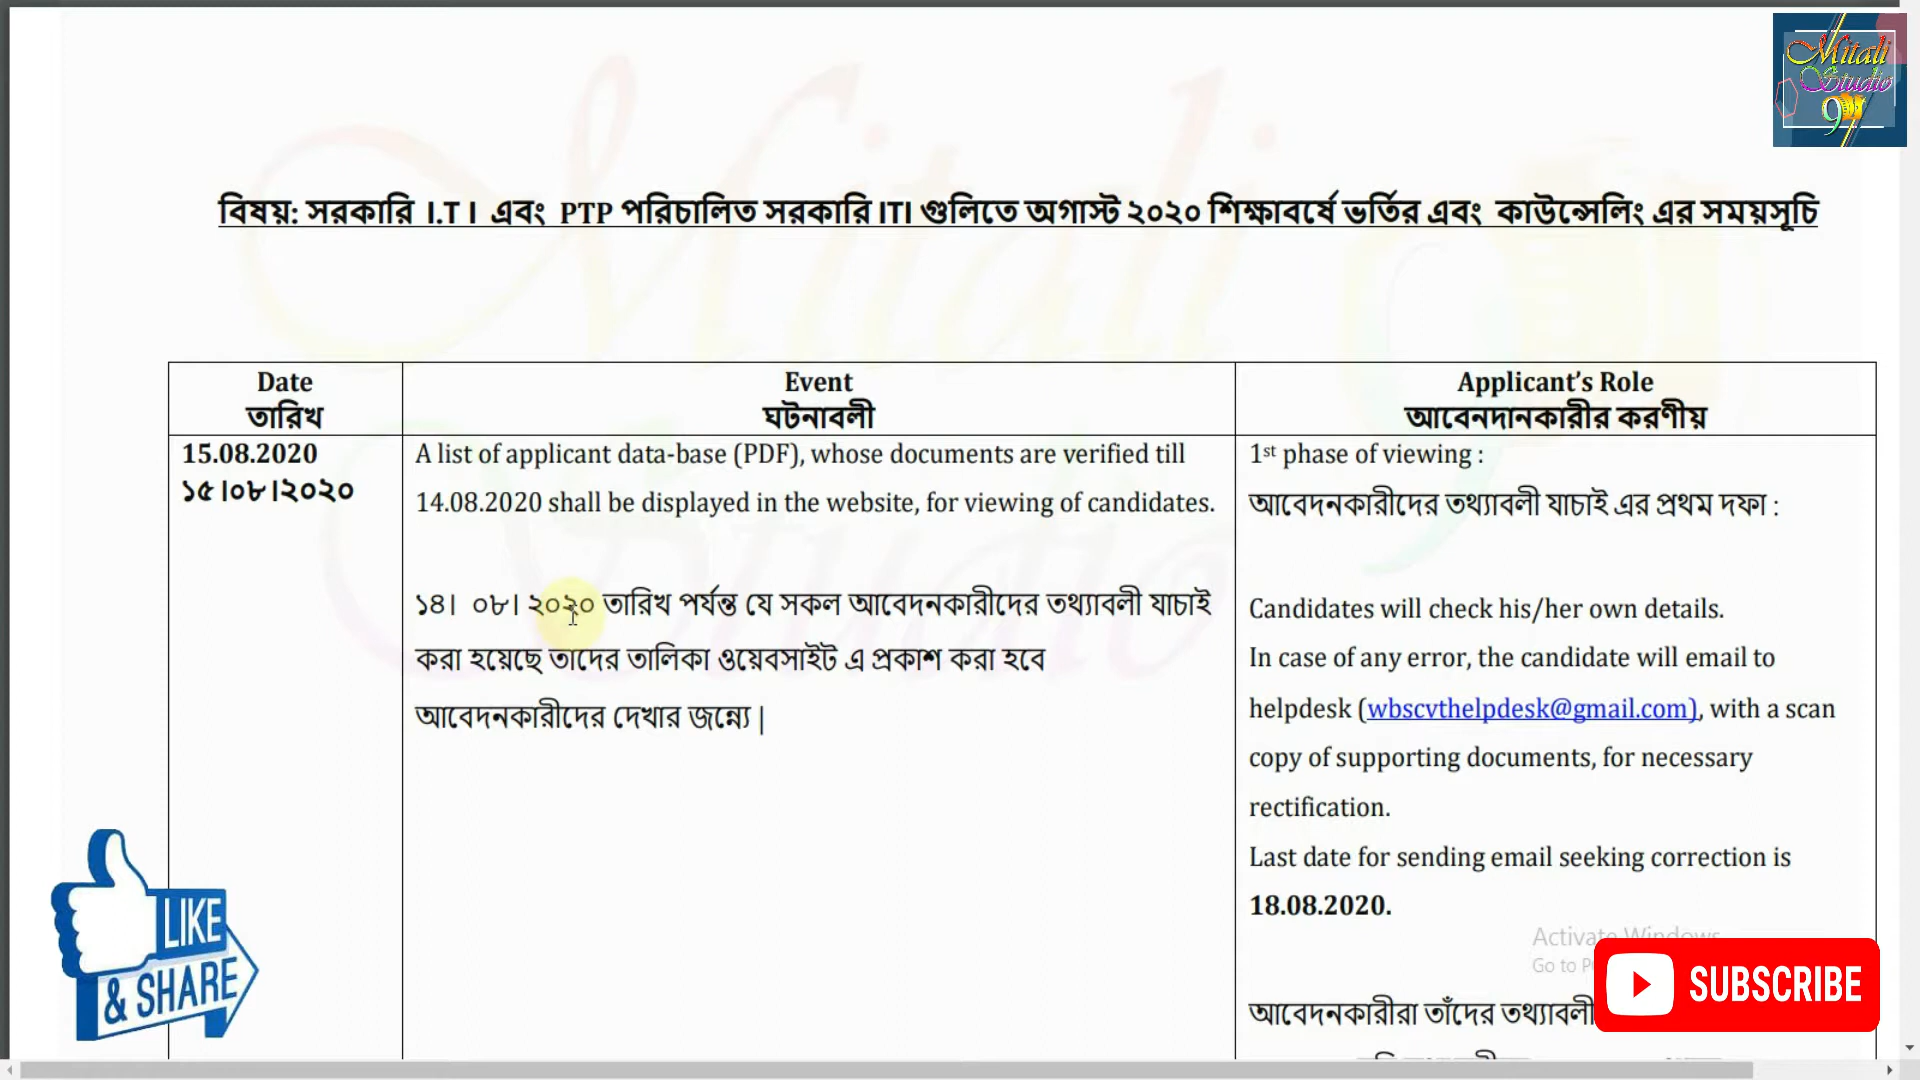 Mitali
Studio
9
বিষয়: সরকারি I.T I এবং PTP পরিচালিত সরকারি ITI গুলিতে অগাস্ট ২০২০ শিক্ষাবর্ষে ভর্তির এবং কাউন্সেলিং এর সময়সূচি
Date
তারিখ
Event
ঘটনাবলী
Applicant’s Role
আবেনদানকারীর করণীয়
15.08.2020
১৫।০৮।২০২০
A list of applicant data-base (PDF), whose documents are verified till
14.08.2020 shall be displayed in the website, for viewing of candidates.
১৪। ০৮। ২০২০ তারিখ পর্যন্ত যে সকল আবেদনকারীদের তথ্যাবলী যাচাই
করা হয়েছে তাদের তালিকা ওয়েবসাইট এ প্রকাশ করা হবে
আবেদনকারীদের দেখার জন্ন্যে |
1st phase of viewing :
আবেদনকারীদের তথ্যাবলী যাচাই এর প্রথম দফা :
Candidates will check his/her own details.
In case of any error, the candidate will email to
helpdesk (wbscvthelpdesk@gmail.com), with a scan
copy of supporting documents, for necessary
rectification.
Last date for sending email seeking correction is
18.08.2020.
আবেদনকারীরা তাঁদের তথ্যাবলী
Activate Windows
Go to
LIKE
& SHARE
SUBSCRIBE